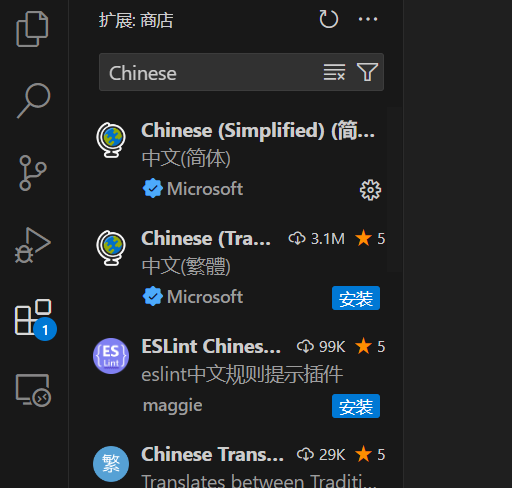 扩展: 商店
Chinese
Chinese (Simplified) (简...
中文(简体)
Microsoft
Chinese (Tra... 3.1M 5
中文(繁體)
Microsoft 安装
1
ES
Lint
ESLint Chines... 99K 5
eslint中文规则提示插件
maggie 安装
繁
Chinese Trans... 29K 5
Translates between Traditi...